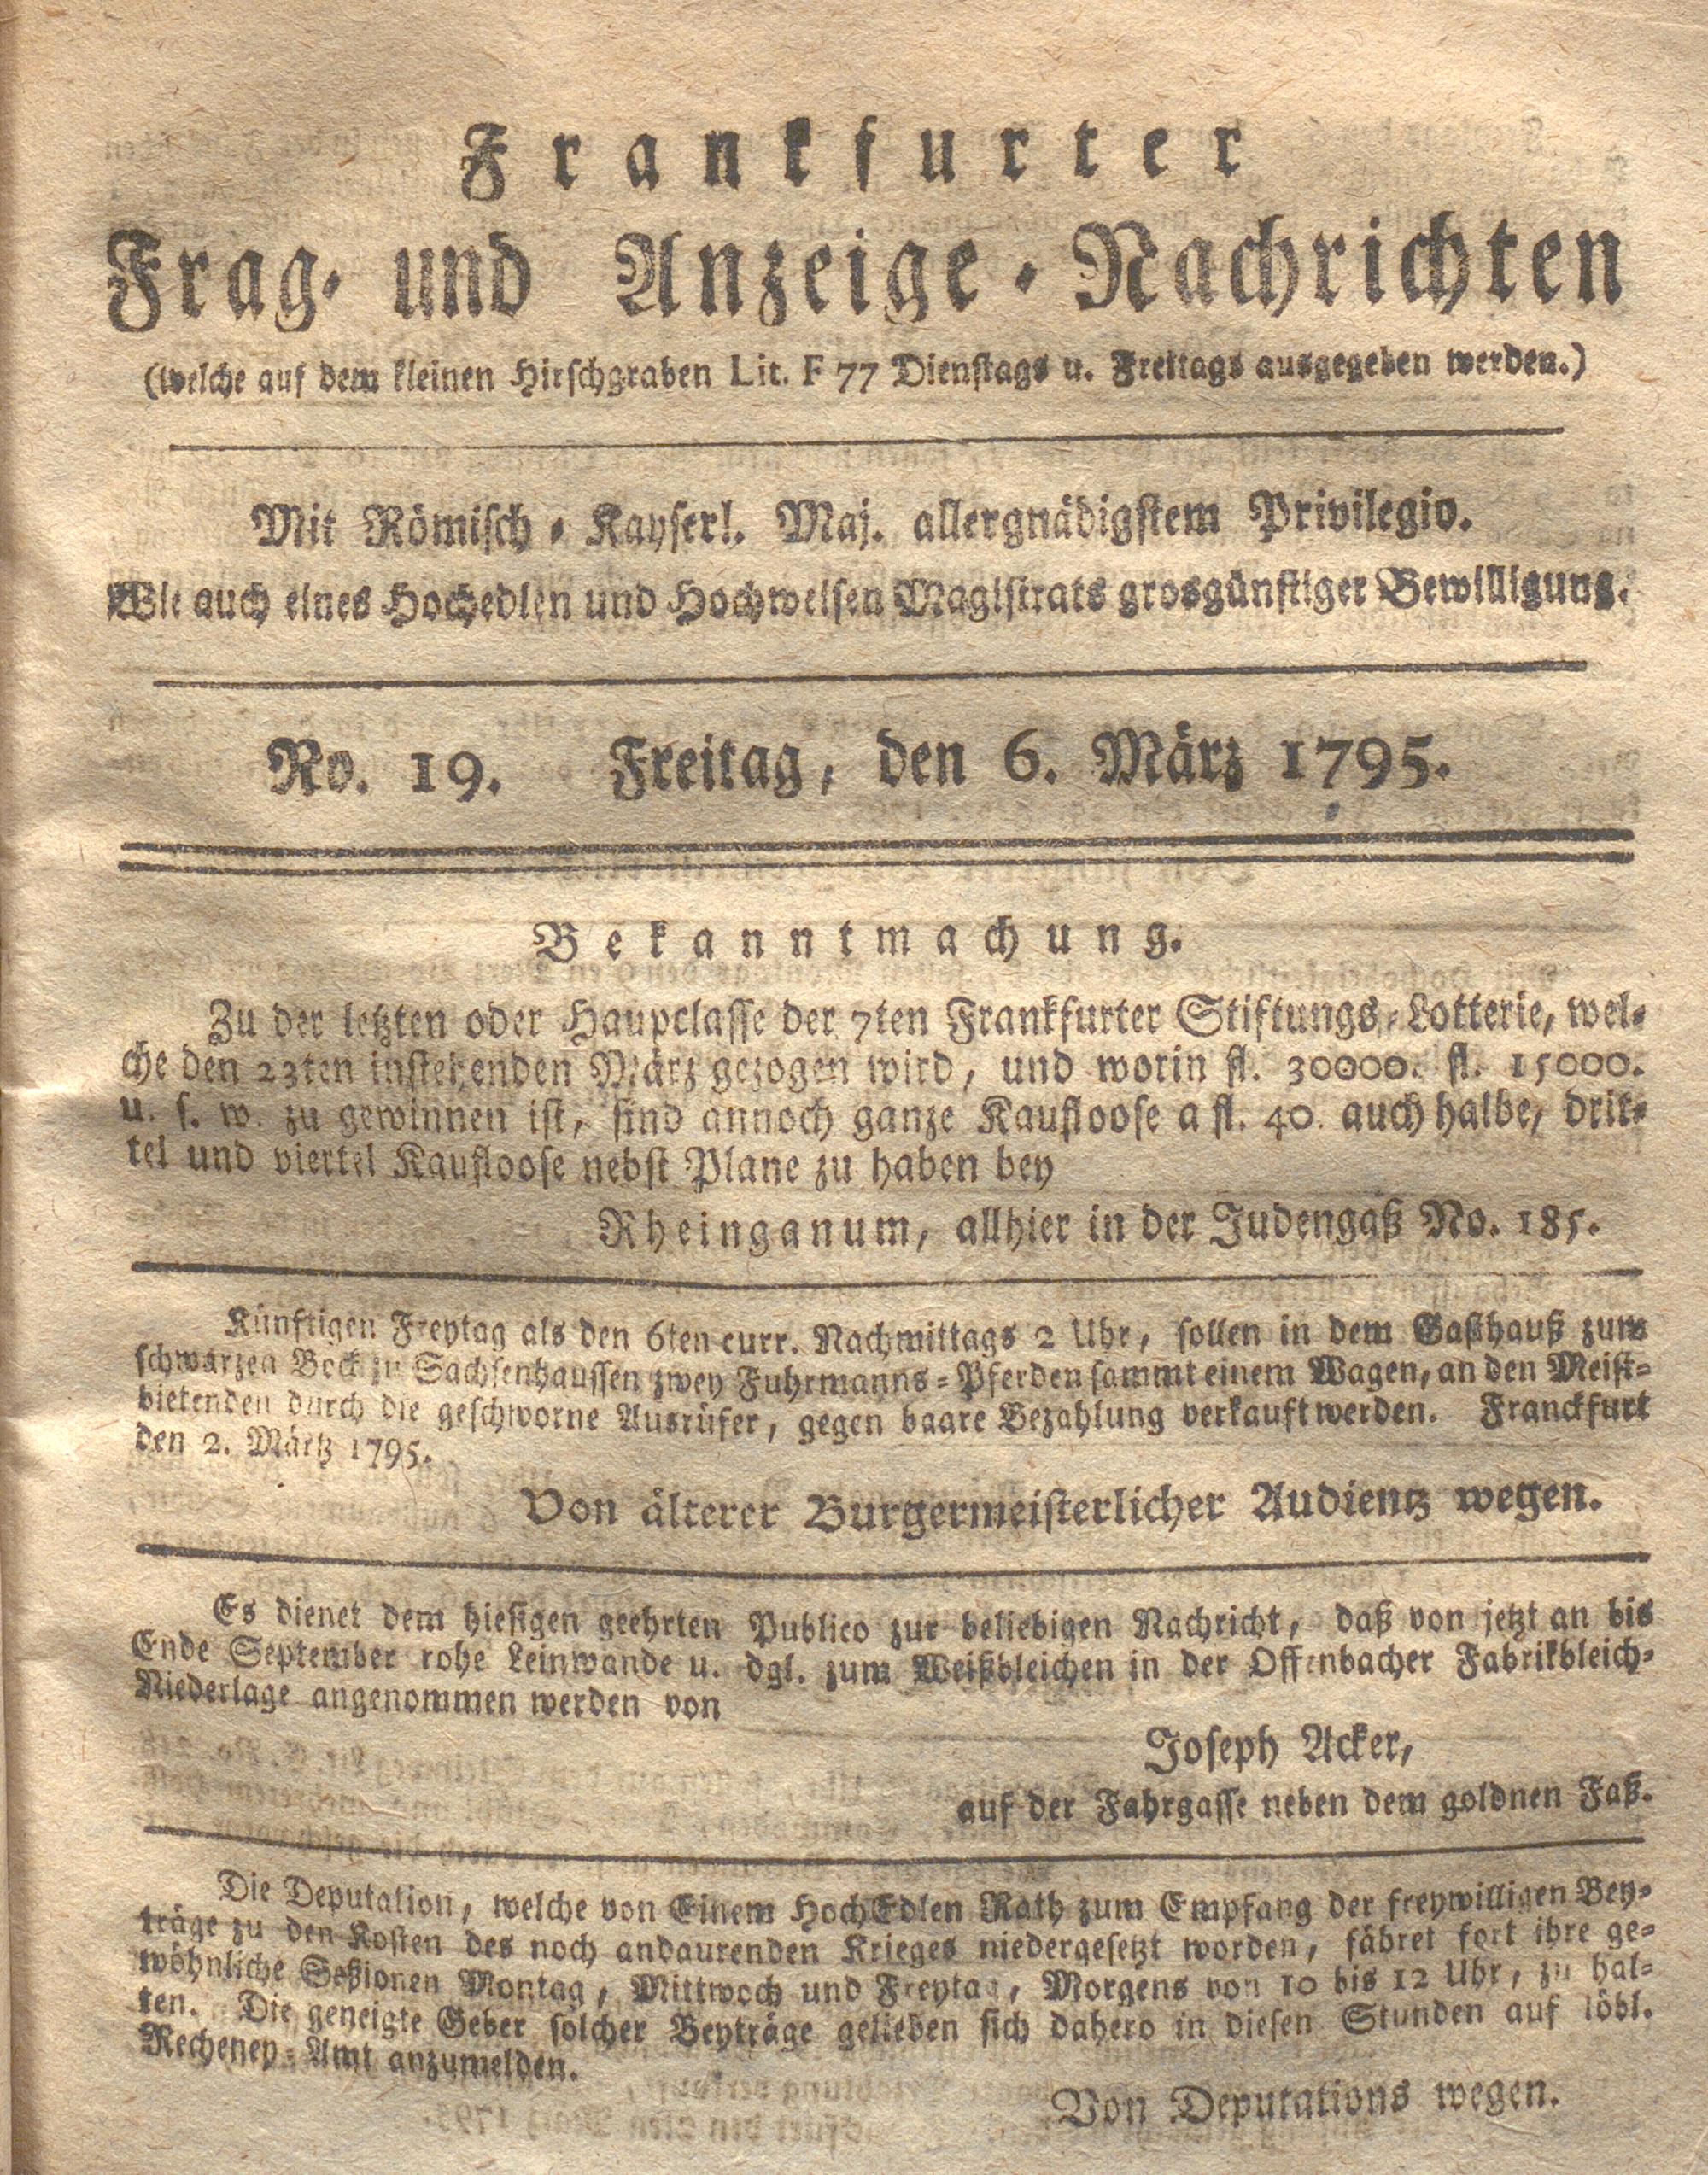 Frankfurter
Frag- und Anzeige-Nachrichten
(welche auf dem kleinen Hirschgraben Lit. F 77 Dienstags u. Freitags ausgegeben werden.)
Mit Römisch-Kayserl. Maj. allergnädigstem Privilegio.
Wie auch eines Hochedlen und Hochweisen Magistrats grosgünstiger Bewilligung.
No. 19. Freitag, den 6. März 1795.
Bekanntmachung.
Zu der letzten oder Haupclasse der 7ten Frankfurter Stiftungs-Lotterie, wel-
che den 23ten instehenden März gezogen wird, und worin fl. 30000. fl. 15000.
u. s. w. zu gewinnen ist, sind annoch ganze Kaufloose a fl. 40. auch halbe, drit-
tel und viertel Kaufloose nebst Plane zu haben bey
Rheinganum, allhier in der Judengaß No. 185.
Künftigen Freytag als den 6ten curr. Nachmittags 2 Uhr, sollen in dem Gasthauß zum
schwarzen Bock zu Sachsenhaussen zwey Fuhrmanns-Pferden sammt einem Wagen, an den Meist-
bietenden durch die geschworne Ausrüfer, gegen baare Bezahlung verkauft werden. Franckfurt
den 2. Märtz 1795.
Von älterer Burgermeisterlicher Audientz wegen.
Es dienet dem hiesigen geehrten Publico zur beliebigen Nachricht, daß von jetzt an bis
Ende September rohe Leinwande u. dgl. zum Weißbleichen in der Offenbacher Fabrikbleich-
Niederlage angenommen werden von
Joseph Acker,
auf der Fahrgasse neben dem goldnen Faß.
Die Deputation, welche von Einem HochEdlen Rath zum Empfang der freywilligen Bey-
träge zu den Kosten des noch andaurenden Krieges niedergesetzt worden, fähret fort ihre ge-
wöhnliche Seßionen Montag, Mittwoch und Freytag, Morgens von 10 bis 12 Uhr, zu hal-
ten. Die geneigte Geber solcher Beyträge gelieben sich dahero in diesen Stunden auf löbl.
Recheney-Amt anzumelden.
Von Deputations wegen.